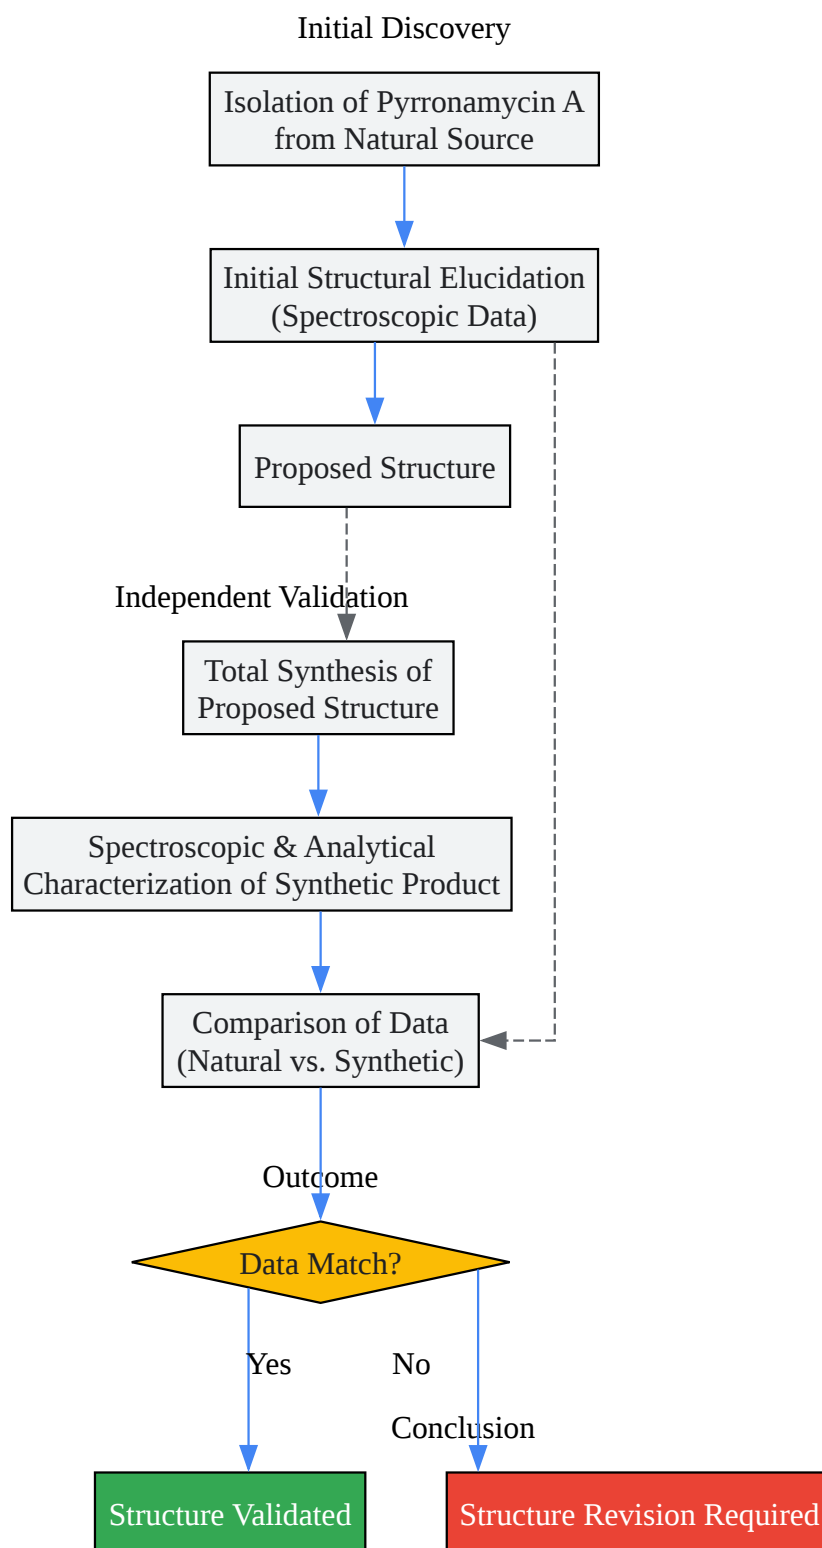 Initial Discovery
Isolation of Pyrronamycin A
from Natural Source
Initial Structural Elucidation
(Spectroscopic Data)
Proposed Structure
Independent Validation
Total Synthesis of
Proposed Structure
Spectroscopic & Analytical
Characterization of Synthetic Product
Comparison of Data
(Natural vs. Synthetic)
Outcome
Data Match?
Yes
No
Conclusion
Structure Validated
Structure Revision Required